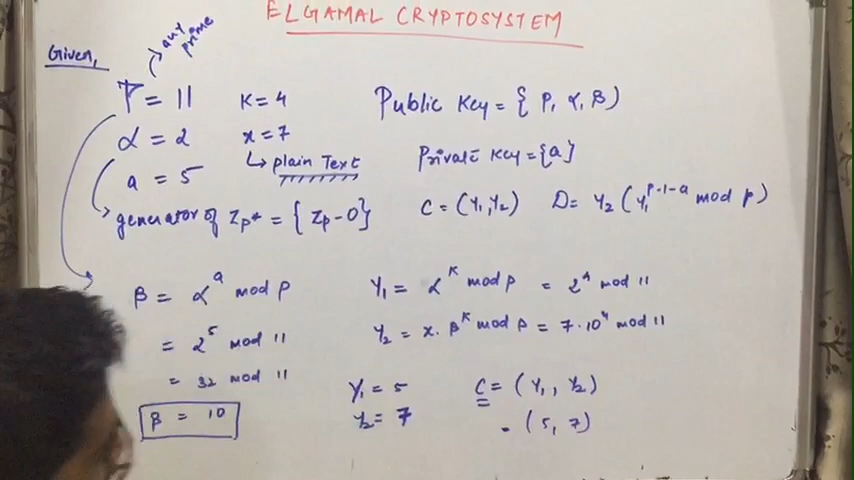 ELGAMAL CRYPTOSYSTEM
Given,
any prime
P = 11 K = 4
α = 2 x = 7
a = 5 plain Text
generator of Zp* = { Zp - 0}
Public Key = { P, α, β )
Private Key = {a}
C = (Y1, Y2) D = Y2 (Y1^P-1-a mod P)
β = α^a mod P
= 2^5 mod 11
= 32 mod 11
β = 10
Y1 = α^K mod P = 2^4 mod 11
Y2 = x. β^K mod P = 7.10^4 mod 11
Y1 = 5
Y2 = 7
C = (Y1, Y2)
= (5, 7)